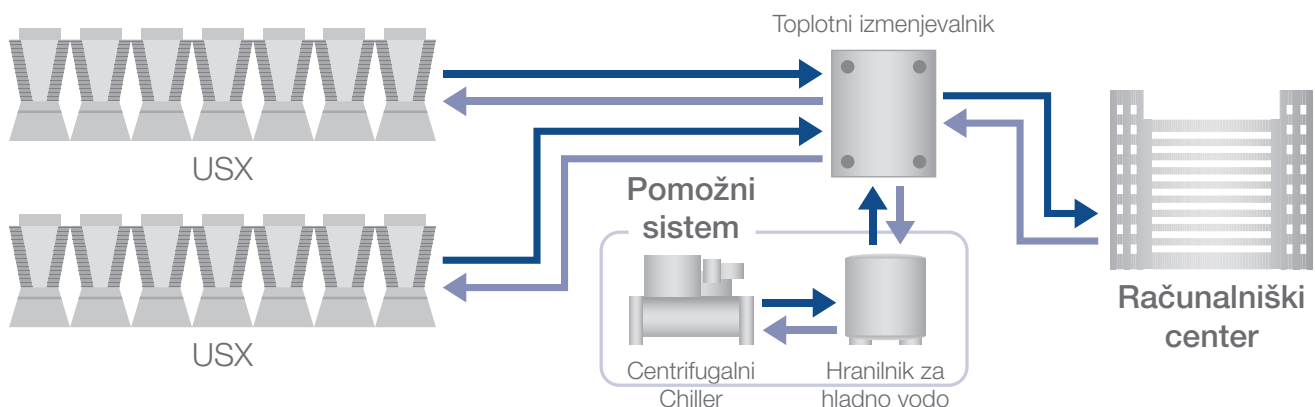 Toplotni izmenjevalnik
USX
Pomožni
sistem
USX
Centrifugalni
Chiller
Hranilnik za
hladno vodo
Računalniški
center